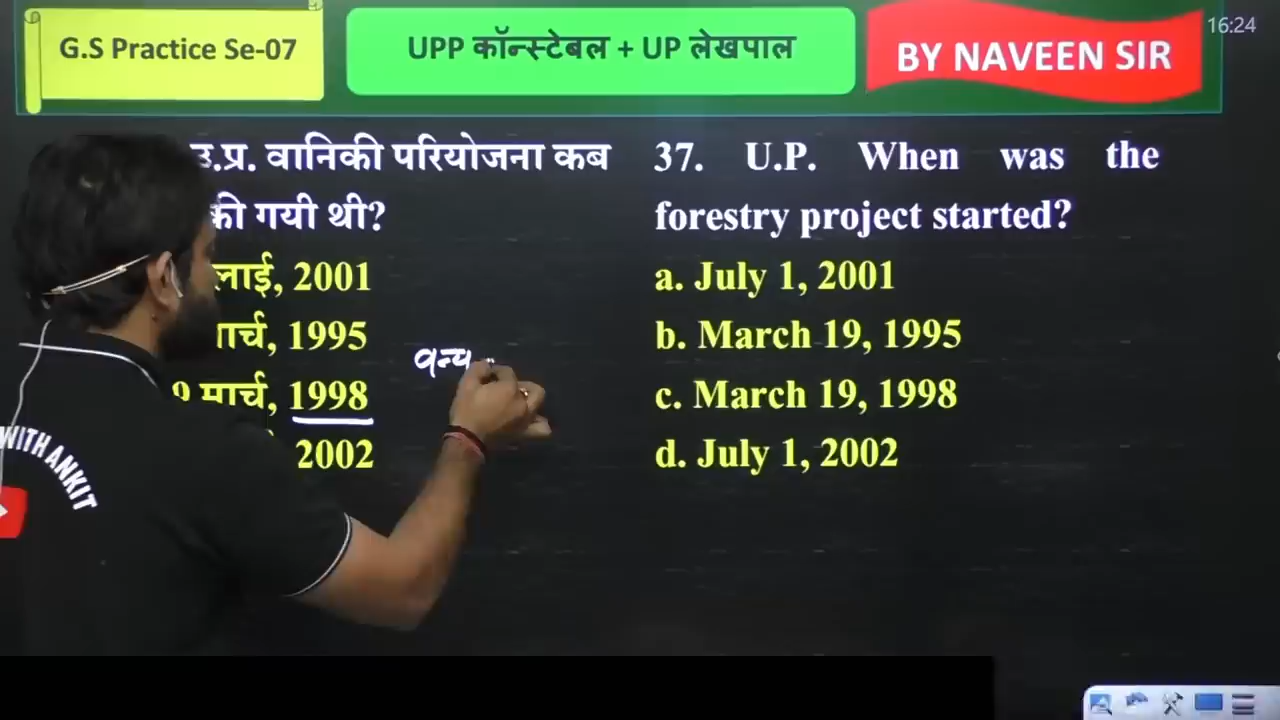 G.S Practice Se-07
UPP कॉन्स्टेबल + UP लेखपाल
BY NAVEEN SIR
16:24
उ.प्र. वानिकी परियोजना कब
की गयी थी?
2001
मार्च, 1995
मार्च, 1998
2002
वन्य
37. U.P. When was the
forestry project started?
a. July 1, 2001
b. March 19, 1995
c. March 19, 1998
d. July 1, 2002
WITH ANKIT